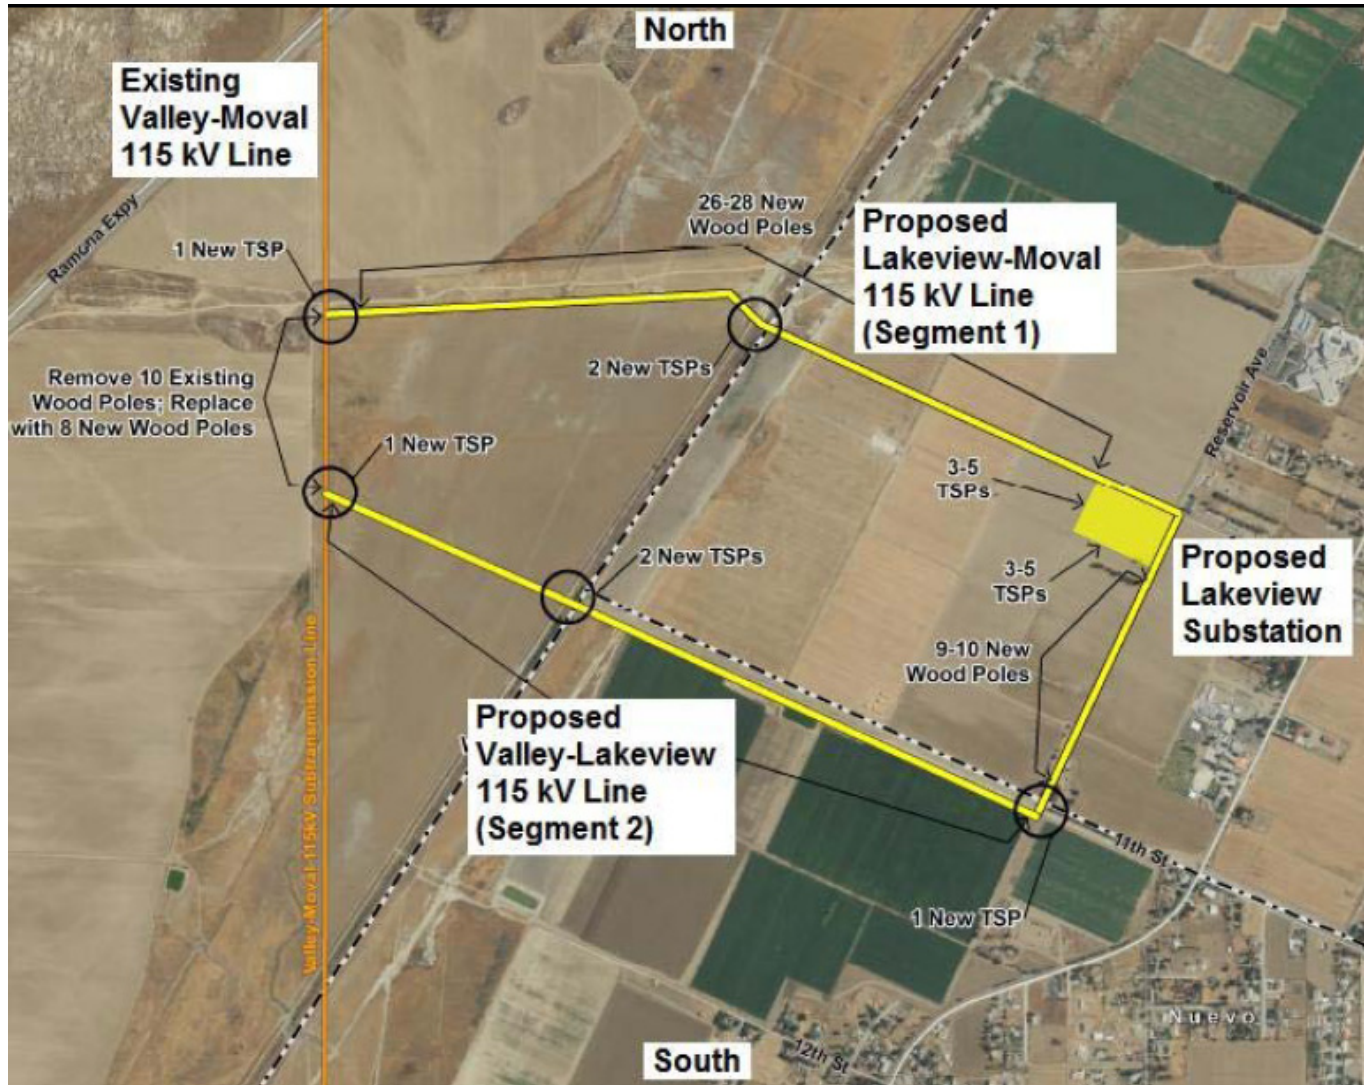 North
Existing
Valley-Moval
115 kV Line
Ramona Expy
1 New TSP
26-28 New
Wood Poles
Proposed
Lakeview-Moval
115 kV Line
(Segment 1)
2 New TSPs
Reservoir Ave
Remove 10 Existing
Wood Poles; Replace
with 8 New Wood Poles
1 New TSP
3-5
TSPs
2 New TSPs
3-5
TSPs
Proposed
Lakeview
Substation
9-10 New
Wood Poles
Valley-Moval 115kV Subtransmission Line
Proposed
Valley-Lakeview
115 kV Line
(Segment 2)
11th St
1 New TSP
Nuevo
12th St
South